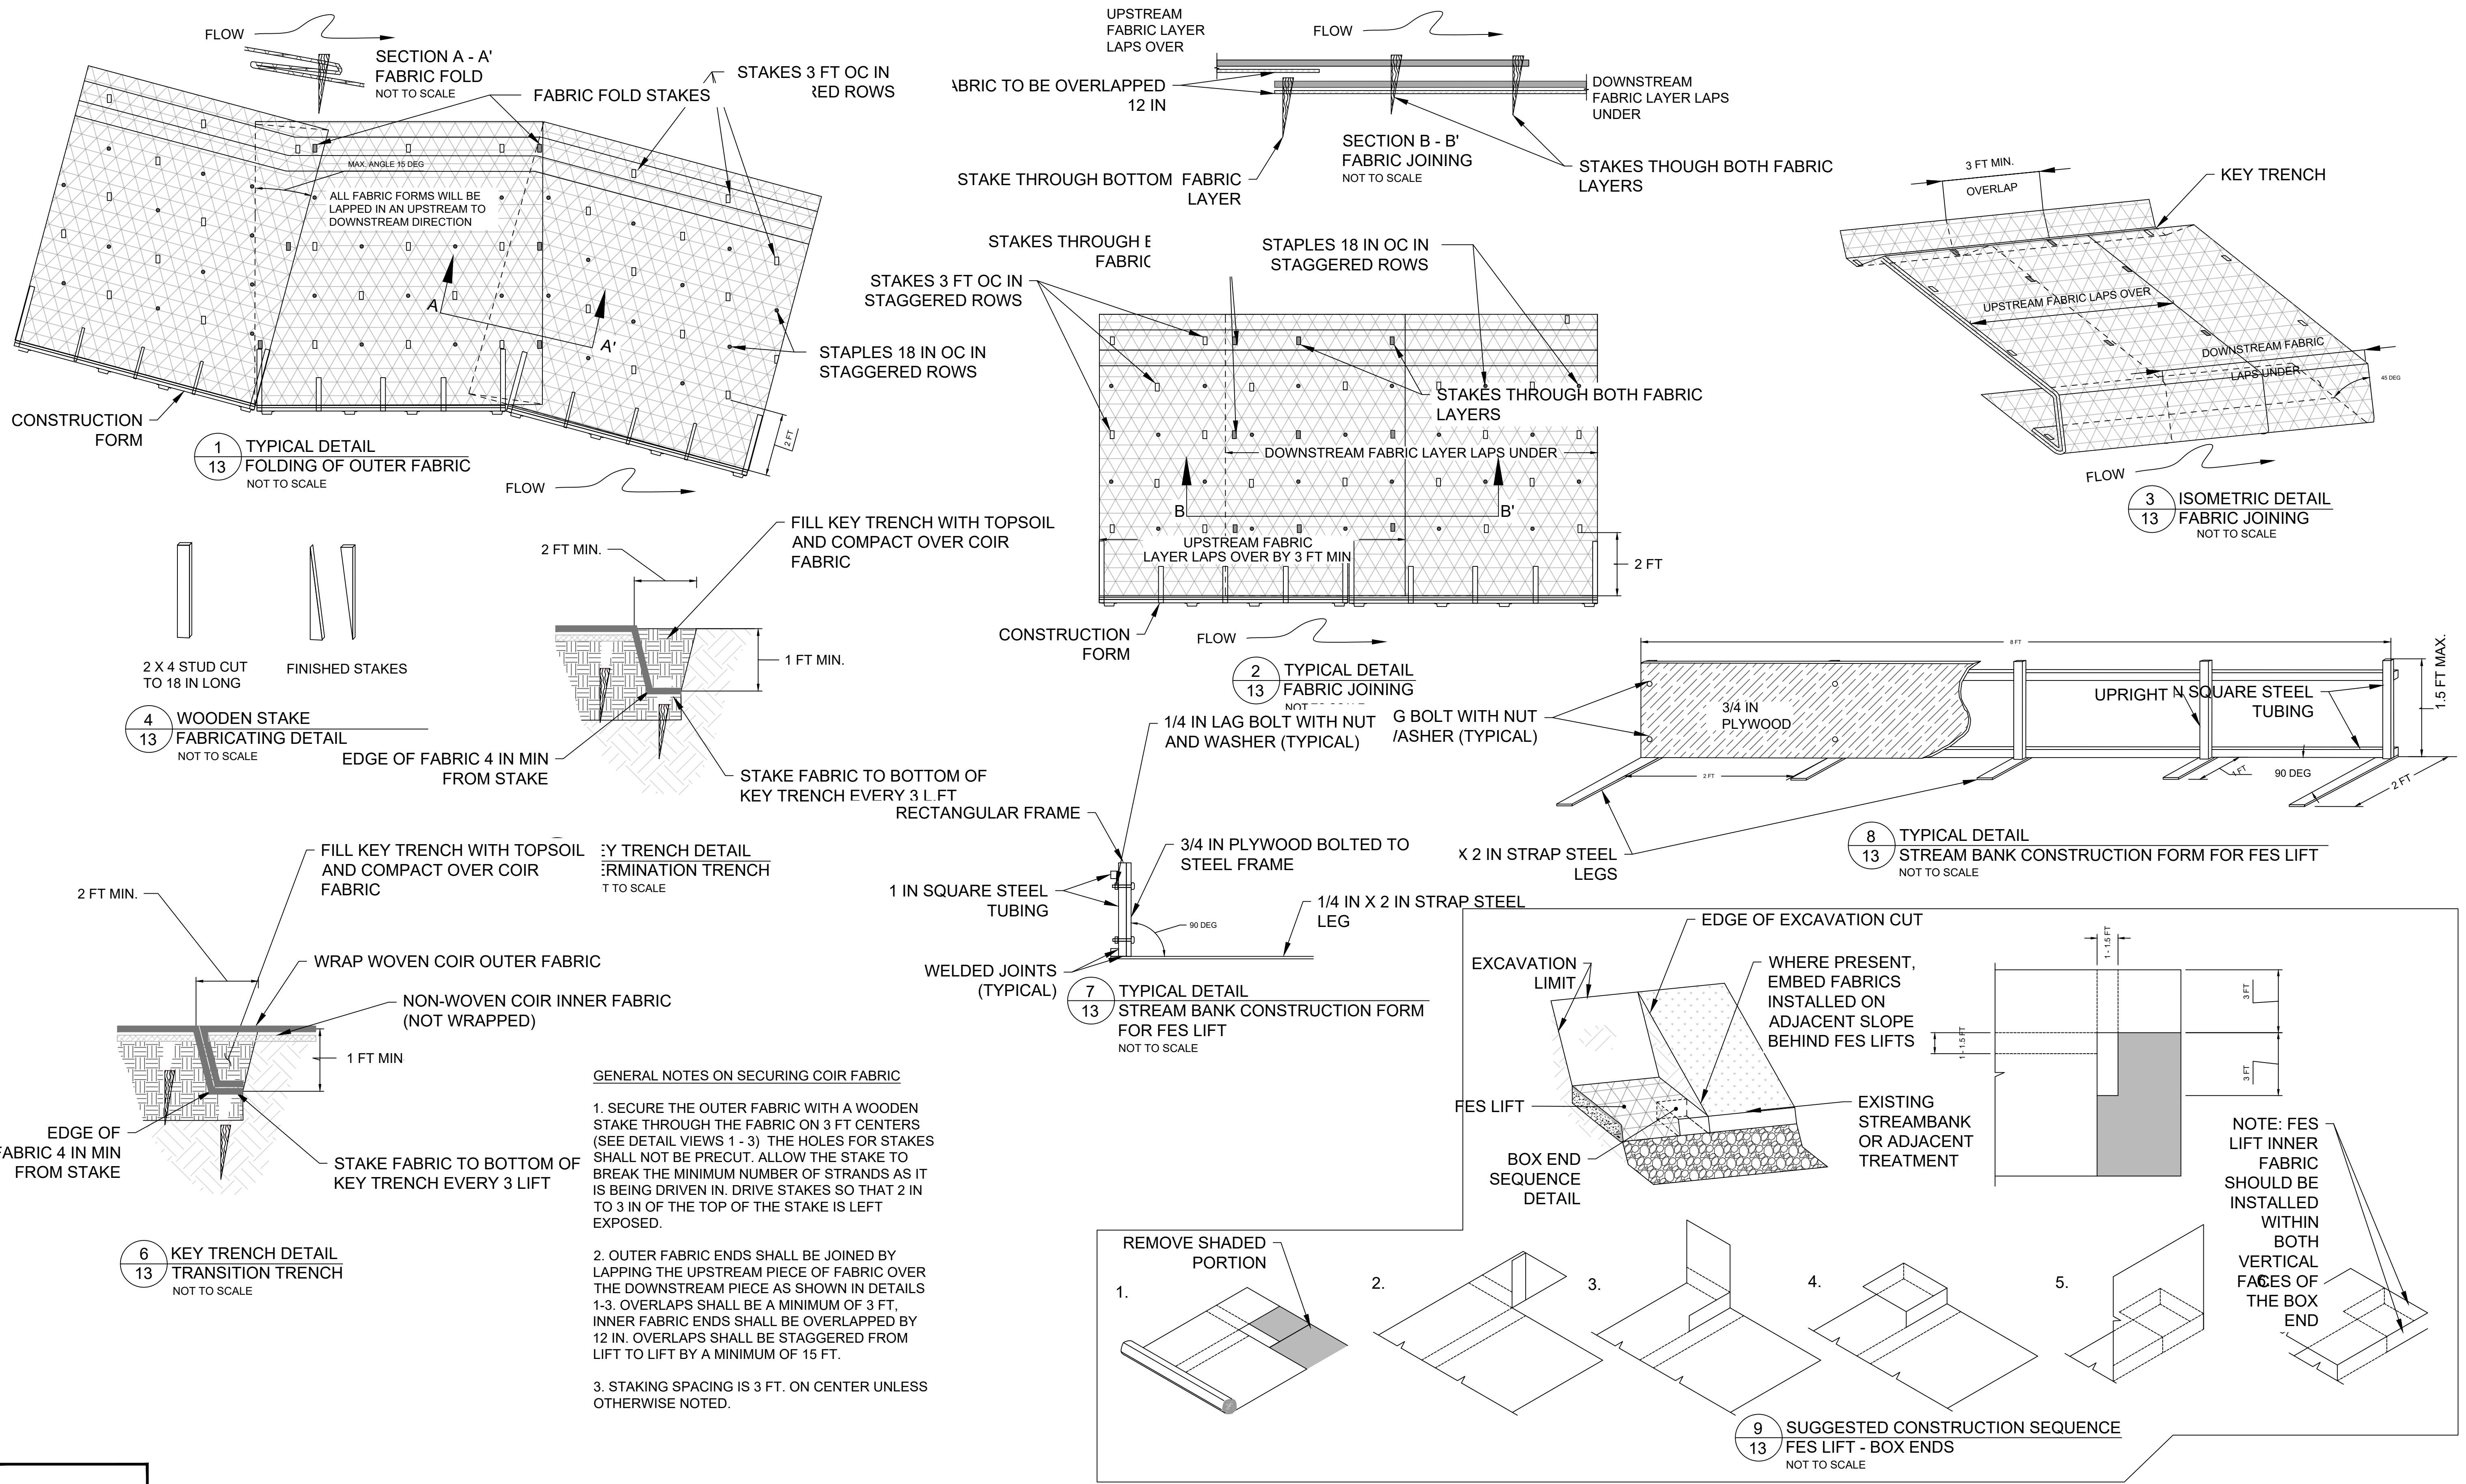 FLOW
SECTION A - A'
FABRIC FOLD
NOT TO SCALE
FABRIC FOLD STAKES
STAKES 3 FT OC IN
RED ROWS
MAX. ANGLE 15 DEG
ALL FABRIC FORMS WILL BE
LAPPED IN AN UPSTREAM TO
DOWNSTREAM DIRECTION
A
A'
STAPLES 18 IN OC IN
STAGGERED ROWS
CONSTRUCTION
FORM
2 FT
1
13
TYPICAL DETAIL
FOLDING OF OUTER FABRIC
NOT TO SCALE
FLOW
UPSTREAM
FABRIC LAYER
LAPS OVER
FLOW
ABRIC TO BE OVERLAPPED
12 IN
DOWNSTREAM
FABRIC LAYER LAPS
UNDER
SECTION B - B'
FABRIC JOINING
NOT TO SCALE
STAKE THROUGH BOTTOM FABRIC
LAYER
STAKES THOUGH BOTH FABRIC
LAYERS
STAKES THROUGH
FABRIC
STAPLES 18 IN OC IN
STAGGERED ROWS
STAKES 3 FT OC IN
STAGGERED ROWS
STAKES THROUGH BOTH FABRIC
LAYERS
DOWNSTREAM FABRIC LAYER LAPS UNDER
B
B'
UPSTREAM FABRIC
LAYER LAPS OVER BY 3 FT MIN
2 FT
CONSTRUCTION
FORM
FLOW
2
13
TYPICAL DETAIL
FABRIC JOINING
NOT
3 FT MIN.
OVERLAP
KEY TRENCH
UPSTREAM FABRIC LAPS OVER
DOWNSTREAM FABRIC
LAPS UNDER
45 DEG
FLOW
3
13
ISOMETRIC DETAIL
FABRIC JOINING
NOT TO SCALE
2 X 4 STUD CUT
TO 18 IN LONG
FINISHED STAKES
4
13
WOODEN STAKE
FABRICATING DETAIL
NOT TO SCALE
2 FT MIN.
FILL KEY TRENCH WITH TOPSOIL
AND COMPACT OVER COIR
FABRIC
1 FT MIN.
EDGE OF FABRIC 4 IN MIN
FROM STAKE
STAKE FABRIC TO BOTTOM OF
KEY TRENCH EVERY 3 LIFT
EY TRENCH DETAIL
ERMINATION TRENCH
T TO SCALE
2 FT MIN.
FILL KEY TRENCH WITH TOPSOIL
AND COMPACT OVER COIR
FABRIC
WRAP WOVEN COIR OUTER FABRIC
NON-WOVEN COIR INNER FABRIC
(NOT WRAPPED)
1 FT MIN
EDGE OF
FABRIC 4 IN MIN
FROM STAKE
STAKE FABRIC TO BOTTOM OF
KEY TRENCH EVERY 3 LIFT
6
13
KEY TRENCH DETAIL
TRANSITION TRENCH
NOT TO SCALE
GENERAL NOTES ON SECURING COIR FABRIC
1. SECURE THE OUTER FABRIC WITH A WOODEN
STAKE THROUGH THE FABRIC ON 3 FT CENTERS
(SEE DETAIL VIEWS 1 - 3) THE HOLES FOR STAKES
SHALL NOT BE PRECUT. ALLOW THE STAKE TO
BREAK THE MINIMUM NUMBER OF STRANDS AS IT
IS BEING DRIVEN IN. DRIVE STAKES SO THAT 2 IN
TO 3 IN OF THE TOP OF THE STAKE IS LEFT
EXPOSED.
2. OUTER FABRIC ENDS SHALL BE JOINED BY
LAPPING THE UPSTREAM PIECE OF FABRIC OVER
THE DOWNSTREAM PIECE AS SHOWN IN DETAILS
1-3. OVERLAPS SHALL BE A MINIMUM OF 3 FT,
INNER FABRIC ENDS SHALL BE OVERLAPPED BY
12 IN. OVERLAPS SHALL BE STAGGERED FROM
LIFT TO LIFT BY A MINIMUM OF 15 FT.
3. STAKING SPACING IS 3 FT. ON CENTER UNLESS
OTHERWISE NOTED.
RECTANGULAR FRAME
1/4 IN LAG BOLT WITH NUT
AND WASHER (TYPICAL)
3/4 IN PLYWOOD BOLTED TO
STEEL FRAME
1 IN SQUARE STEEL
TUBING
90 DEG
1/4 IN X 2 IN STRAP STEEL
LEG
WELDED JOINTS
(TYPICAL)
7
13
TYPICAL DETAIL
STREAM BANK CONSTRUCTION FORM
FOR FES LIFT
NOT TO SCALE
8 FT
1.5 FT MAX.
G BOLT WITH NUT
/ASHER (TYPICAL)
3/4 IN
PLYWOOD
UPRIGHT
N SQUARE STEEL
TUBING
2 FT
1 FT
90 DEG
2 FT
X 2 IN STRAP STEEL
LEGS
8
13
TYPICAL DETAIL
STREAM BANK CONSTRUCTION FORM FOR FES LIFT
NOT TO SCALE
EXCAVATION
LIMIT
EDGE OF EXCAVATION CUT
WHERE PRESENT,
EMBED FABRICS
INSTALLED ON
ADJACENT SLOPE
BEHIND FES LIFTS
FES LIFT
BOX END
SEQUENCE
DETAIL
EXISTING
STREAMBANK
OR ADJACENT
TREATMENT
1 - 1.5 FT
1 - 1.5 FT
3 FT
3 FT
NOTE: FES
LIFT INNER
FABRIC
SHOULD BE
INSTALLED
WITHIN
BOTH
VERTICAL
FACES OF
THE BOX
END
REMOVE SHADED
PORTION
1.
2.
3.
4.
5.
6.
9
13
SUGGESTED CONSTRUCTION SEQUENCE
FES LIFT - BOX ENDS
NOT TO SCALE